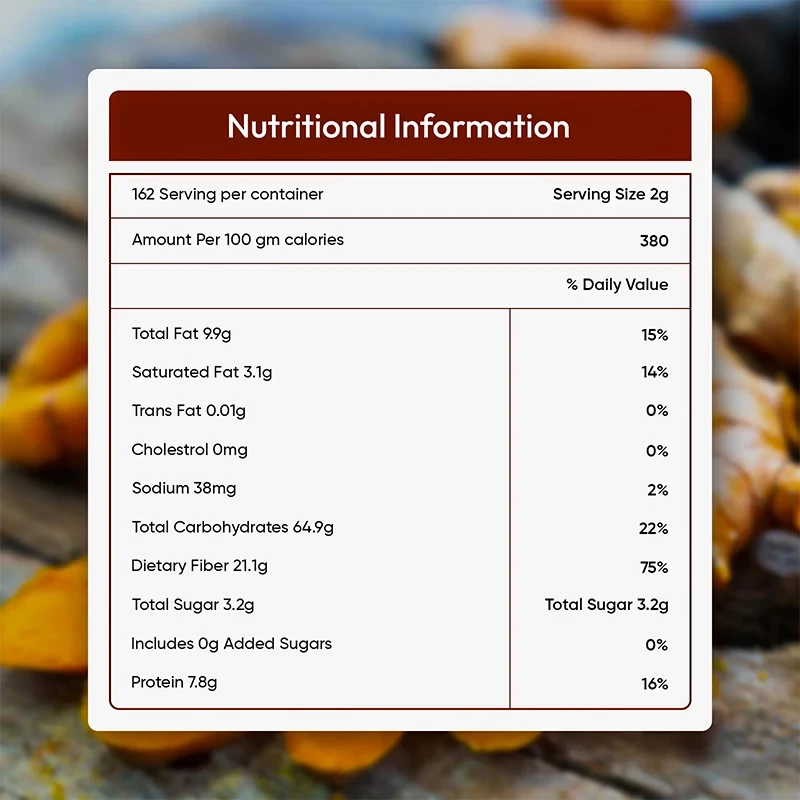 Nutritional Information
162 Serving per container Serving Size 2g
Amount Per 100 gm calories 380
% Daily Value
Total Fat 9.9g 15%
Saturated Fat 3.1g 14%
Trans Fat 0.01g 0%
Cholestrol 0mg 0%
Sodium 38mg 2%
Total Carbohydrates 64.9g 22%
Dietary Fiber 21.1g 75%
Total Sugar 3.2g Total Sugar 3.2g
Includes 0g Added Sugars 0%
Protein 7.8g 16%